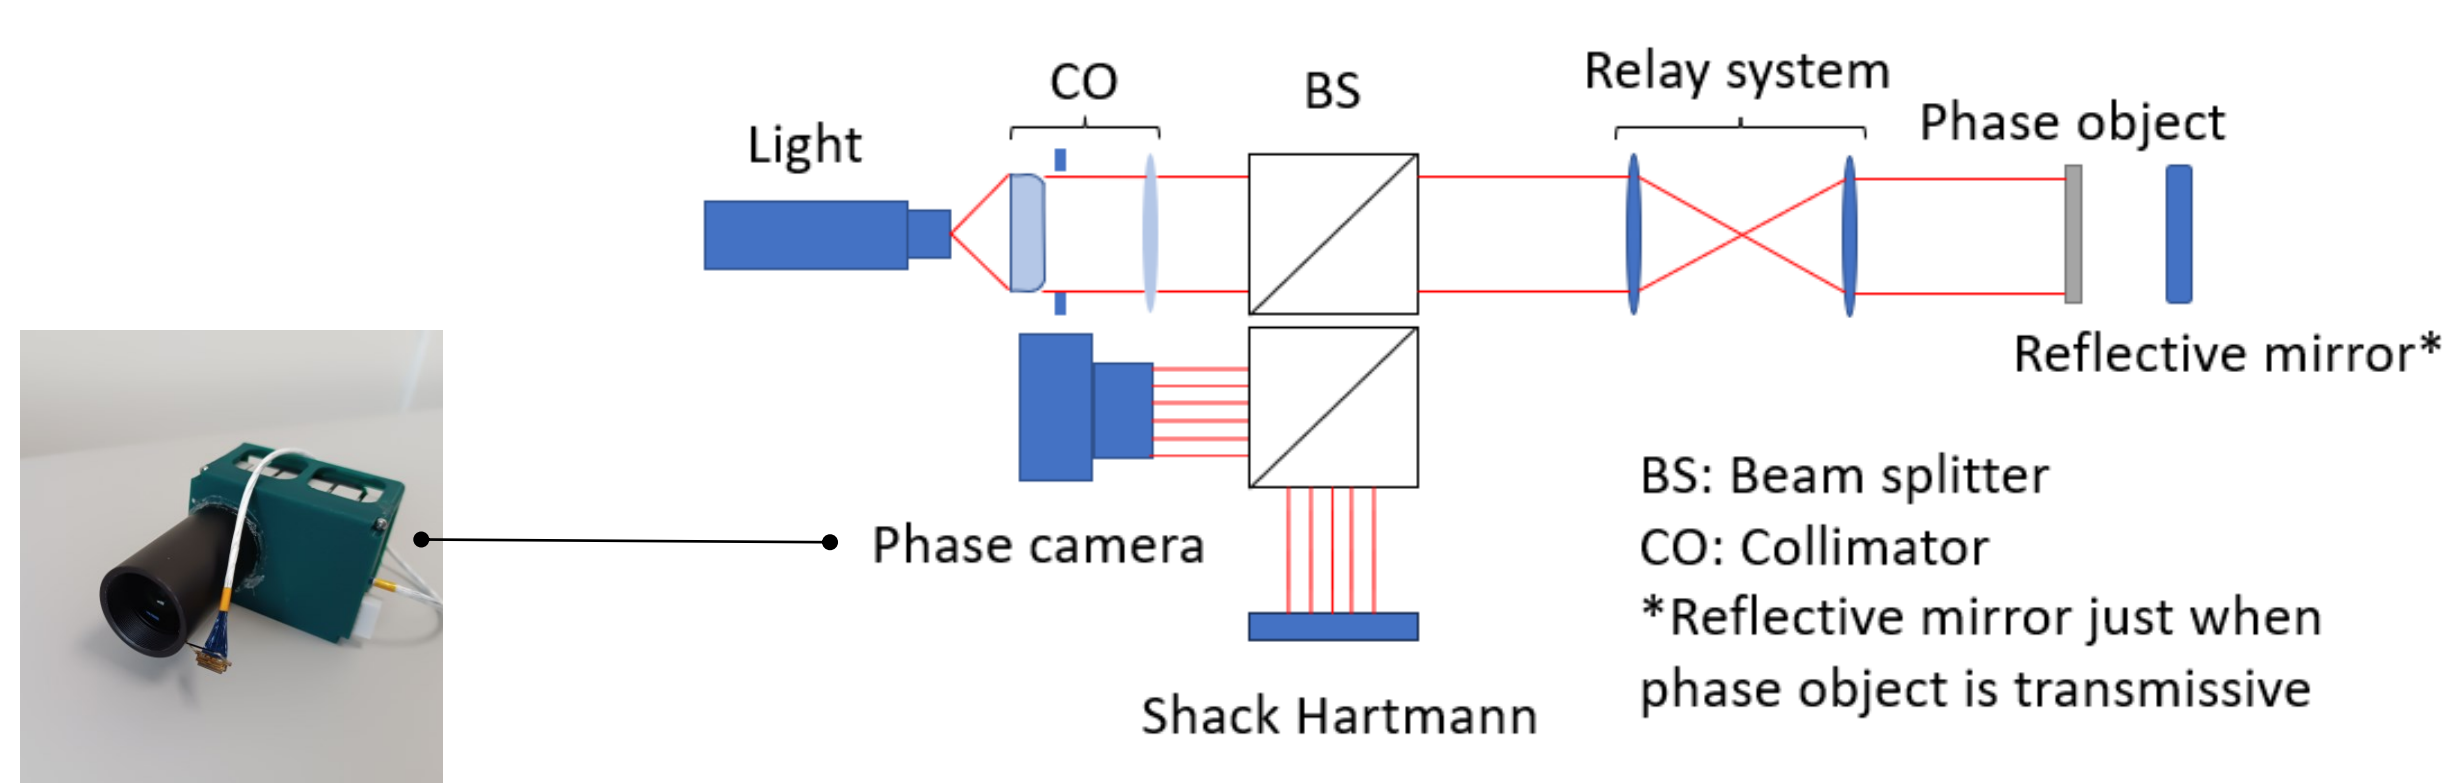 Light
CO
BS
Relay system
Phase object
Reflective mirror*
Phase camera
Shack Hartmann
BS: Beam splitter
CO: Collimator
*Reflective mirror just when
phase object is transmissive